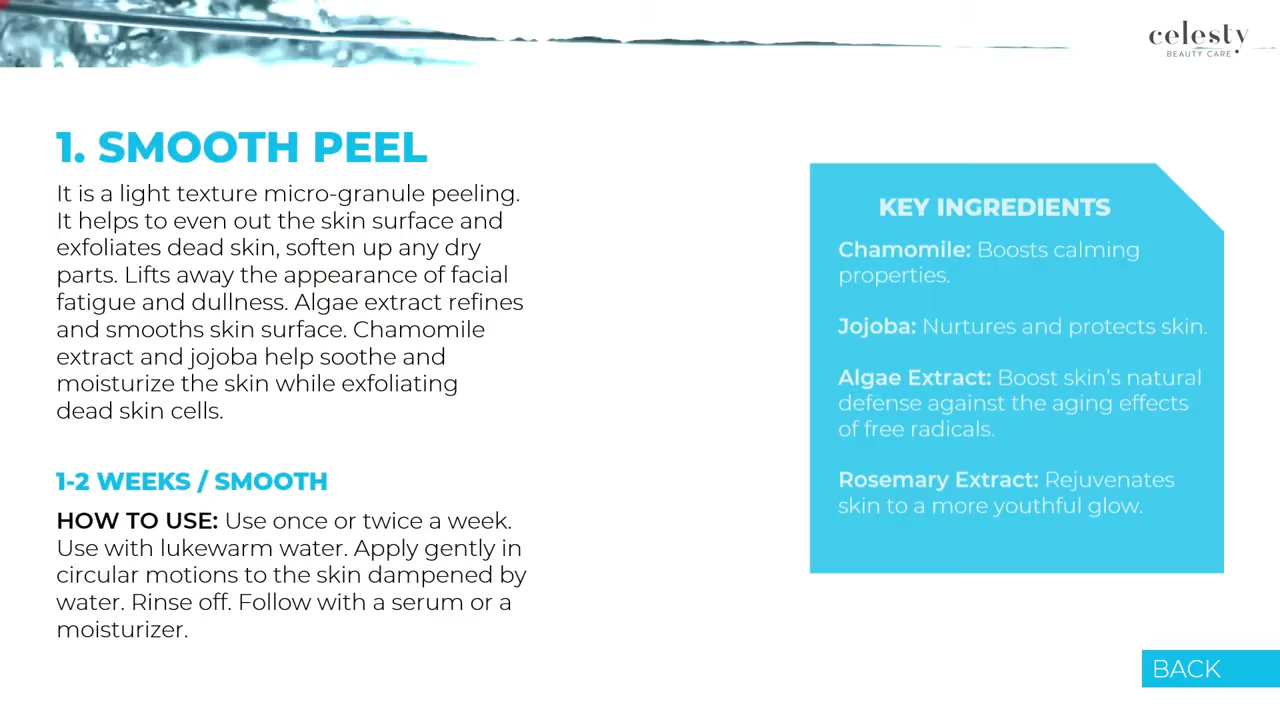 celesty
BEAUTY CARE
1. SMOOTH PEEL
It is a light texture micro-granule peeling.
It helps to even out the skin surface and
exfoliates dead skin, soften up any dry
parts. Lifts away the appearance of facial
fatigue and dullness. Algae extract refines
and smooths skin surface. Chamomile
extract and jojoba help soothe and
moisturize the skin while exfoliating
dead skin cells.
1-2 WEEKS / SMOOTH
HOW TO USE: Use once or twice a week.
Use with lukewarm water. Apply gently in
circular motions to the skin dampened by
water. Rinse off. Follow with a serum or a
moisturizer.
KEY INGREDIENTS
Chamomile: Boosts calming
properties.
Jojoba: Nurtures and protects skin.
Algae Extract: Boost skin's natural
defense against the aging effects
of free radicals.
Rosemary Extract: Rejuvenates
skin to a more youthful glow.
BACK